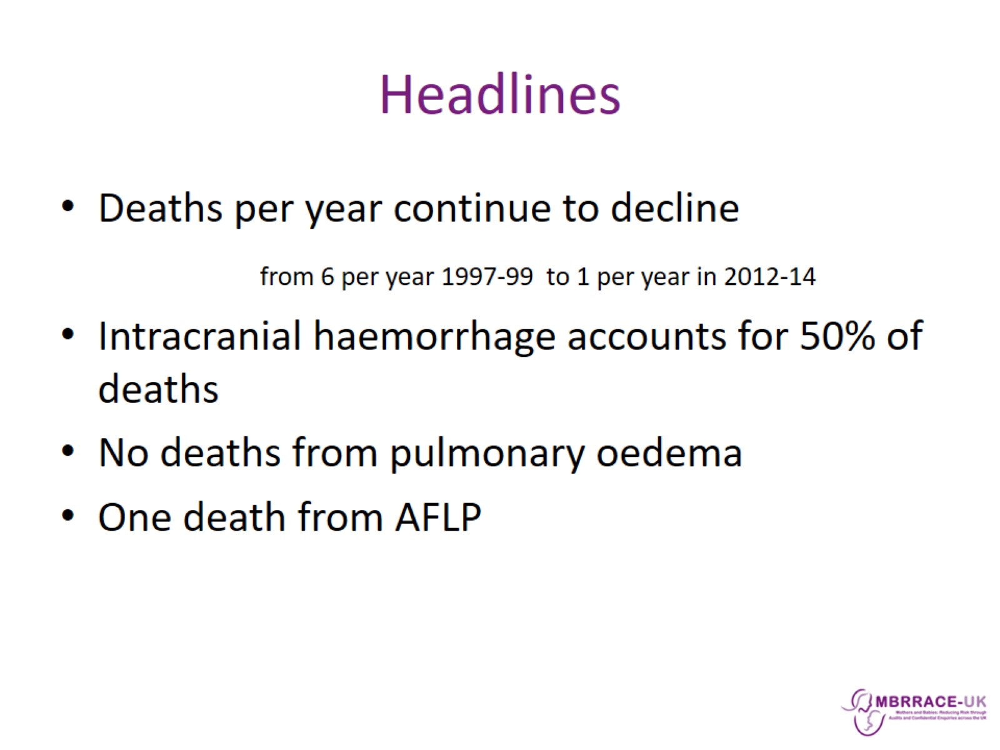 Headlines
• Deaths per year continue to decline
from 6 per year 1997-99 to 1 per year in 2012-14
• Intracranial haemorrhage accounts for 50% of
deaths
• No deaths from pulmonary oedema
• One death from AFLP
MBRRACE-UK
Mothers and Babies: Reducing Risk through
Audits and Confidential Enquiries across the UK